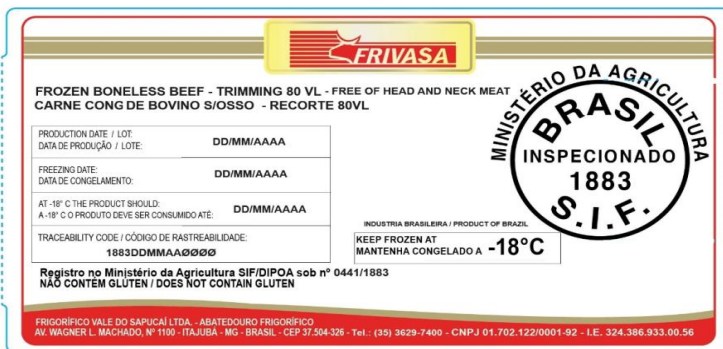 FRIVASA
FROZEN BONELESS BEEF - TRIMMING 80 VL - FREE OF HEAD AND NECK MEAT
CARNE CONG DE BOVINO S/OSSO - RECORTE 80VL
PRODUCTION DATE / LOT:
DATA DE PRODUÇÃO / LOTE:
DD/MM/AAAA
FREEZING DATE:
DATA DE CONGELAMENTO:
DD/MM/AAAA
AT -18° C THE PRODUCT SHOULD:
A -18° C O PRODUTO DEVE SER CONSUMIDO ATÉ:
DD/MM/AAAA
TRACEABILITY CODE / CÓDIGO DE RASTREABILIDADE:
1883DDMMAAØØØØ
MINISTÉRIO DA AGRICULTURA
BRASIL
INSPECIONADO
1883
S.I.F.
INDUSTRIA BRASILEIRA / PRODUCT OF BRAZIL
KEEP FROZEN AT
MANTENHA CONGELADO A -18°C
Registro no Ministério da Agricultura SIF/DIPOA sob nº 0441/1883
NÃO CONTÉM GLÚTEN / DOES NOT CONTAIN GLUTEN
FRIGORÍFICO VALE DO SAPUCAÍ LTDA. - ABATEDOURO FRIGORÍFICO
AV. WAGNER L. MACHADO, Nº 1100 - ITAJUBÁ - MG - BRASIL - CEP 37.504-326 - Tel.: (35) 3629-7400 - CNPJ 01.702.122/0001-92 - I.E. 324.386.933.00.56